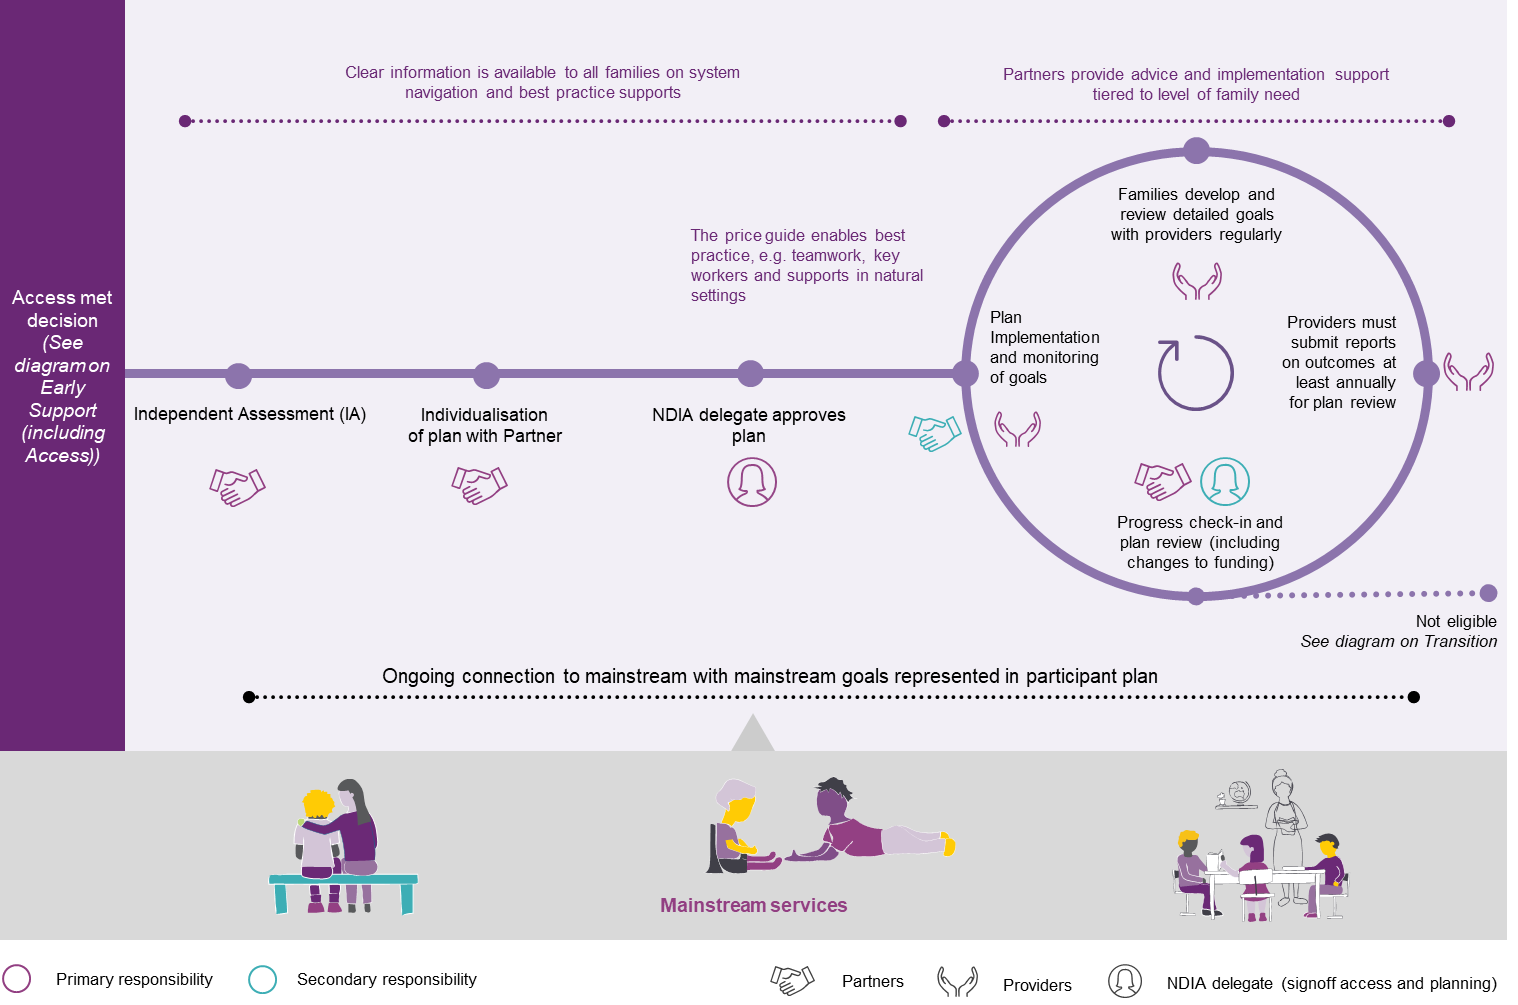 Access met
decision
(See
diagram on
Early
Support
(including
Access))
Clear information is available to all families on system
navigation and best practice supports
Partners provide advice and implementation support
tiered to level of family need
The price guide enables best
practice, e.g. teamwork, key
workers and supports in natural
settings
Independent Assessment (IA)
Individualisation
of plan with Partner
NDIA delegate approves
plan
Plan
Implementation
and monitoring
of goals
Families develop and
review detailed goals
with providers regularly
Providers must
submit reports
on outcomes at
least annually
for plan review
Progress check-in and
plan review (including
changes to funding)
Not eligible
See diagram on Transition
Ongoing connection to mainstream with mainstream goals represented in participant plan
Mainstream services
Primary responsibility
Secondary responsibility
Partners
Providers
NDIA delegate (signoff access and planning)